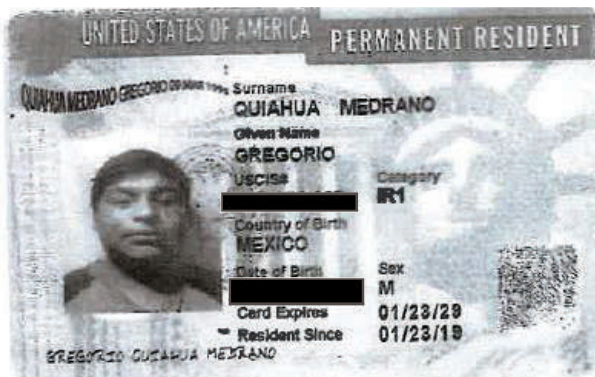 UNITED STATES OF AMERICA
PERMANENT RESIDENT
QUIAHUA MEDRANO GREGORIO 09 MAR
Surname
QUIAHUA MEDRANO
Given Name
GREGORIO
USCIS#
Category
IR1
Country of Birth
MEXICO
Date of Birth
Sex
M
Card Expires 01/23/29
Resident Since 01/23/19
GREGORIO QUIAHUA MEDRANO